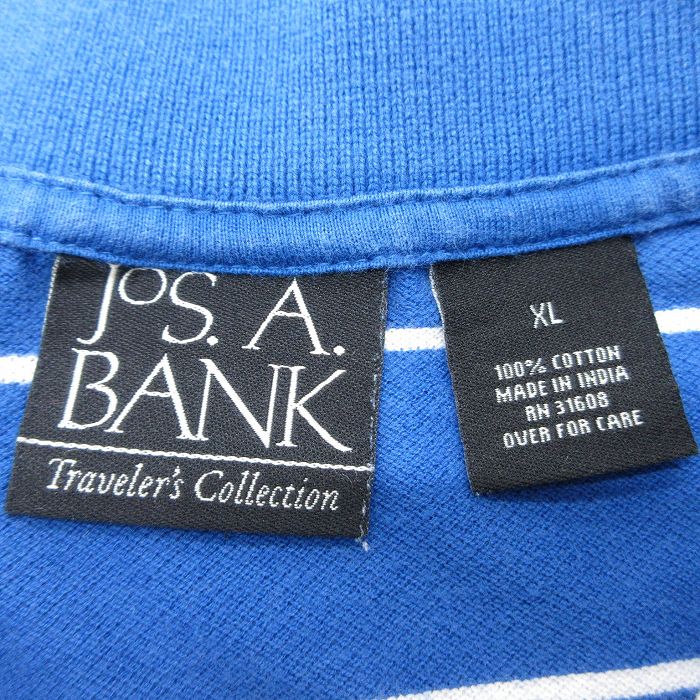 JOS. A.
BANK
Traveler's Collection
XL
100% COTTON
MADE IN INDIA
RN 31608
OVER FOR CARE